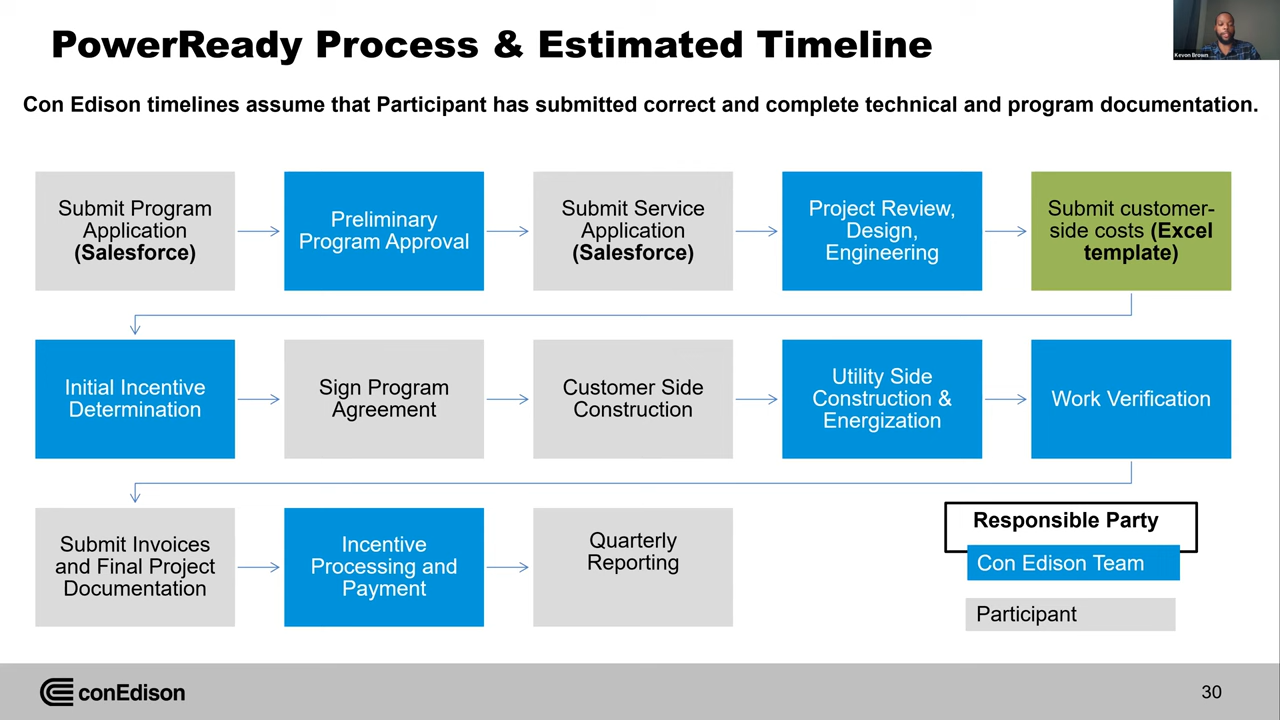 PowerReady Process & Estimated Timeline
Kevon Brown
Con Edison timelines assume that Participant has submitted correct and complete technical and program documentation.
Submit Program
Application
(Salesforce)
Preliminary
Program Approval
Submit Service
Application
(Salesforce)
Project Review,
Design,
Engineering
Submit customer-
side costs (Excel
template)
Initial Incentive
Determination
Sign Program
Agreement
Customer Side
Construction
Utility Side
Construction &
Energization
Work Verification
Submit Invoices
and Final Project
Documentation
Incentive
Processing and
Payment
Quarterly
Reporting
Responsible Party
Con Edison Team
Participant
conEdison
30